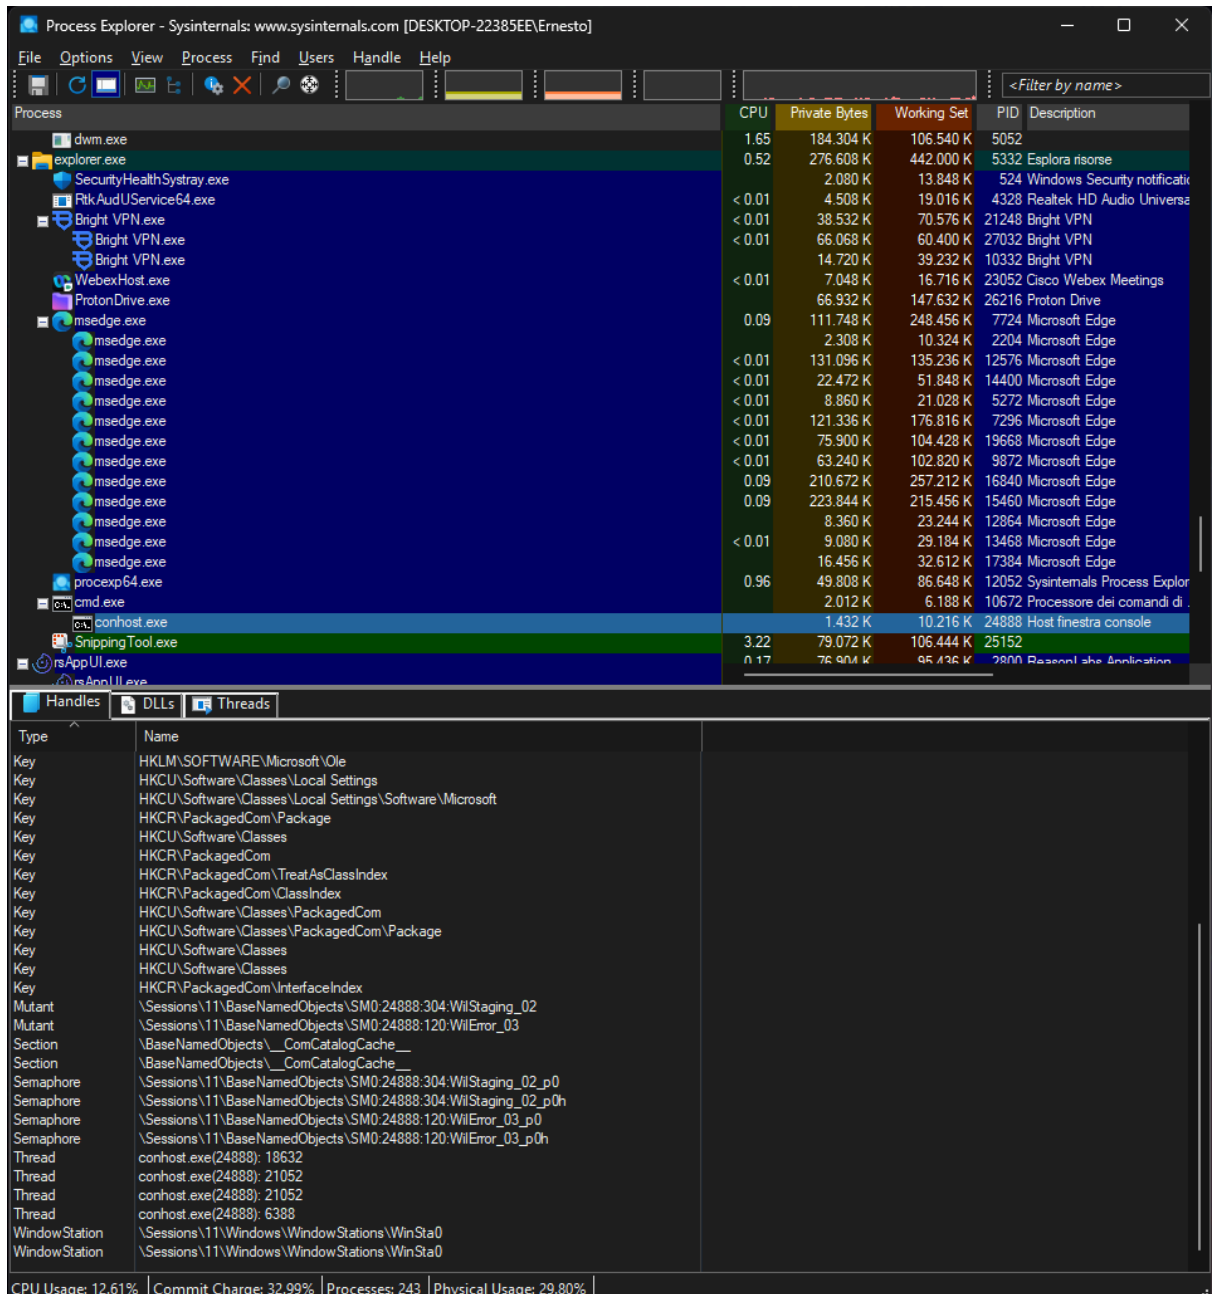 Process Explorer - Sysinternals: www.sysinternals.com [DESKTOP-22385EE\Ernesto]
File Options View Process Find Users Handle Help
<Filter by name>
Process CPU Private Bytes Working Set PID Description
dwm.exe 1.65 184.304 K 106.540 K 5052
explorer.exe 0.52 276.608 K 442.000 K 5332 Esplora risorse
SecurityHealthSystray.exe 2.080 K 13.848 K 524 Windows Security notificatic
RtkAudUService64.exe < 0.01 4.508 K 19.016 K 4328 Realtek HD Audio Universa
Bright VPN.exe < 0.01 38.532 K 70.576 K 21248 Bright VPN
Bright VPN.exe < 0.01 66.068 K 60.400 K 27032 Bright VPN
Bright VPN.exe 14.720 K 39.232 K 10332 Bright VPN
WebexHost.exe < 0.01 7.048 K 16.716 K 23052 Cisco Webex Meetings
ProtonDrive.exe 66.932 K 147.632 K 26216 Proton Drive
msedge.exe 0.09 111.748 K 248.456 K 7724 Microsoft Edge
msedge.exe 2.308 K 10.324 K 2204 Microsoft Edge
msedge.exe < 0.01 131.096 K 135.236 K 12576 Microsoft Edge
msedge.exe < 0.01 22.472 K 51.848 K 14400 Microsoft Edge
msedge.exe < 0.01 8.860 K 21.028 K 5272 Microsoft Edge
msedge.exe < 0.01 121.336 K 176.816 K 7296 Microsoft Edge
msedge.exe < 0.01 75.900 K 104.428 K 19668 Microsoft Edge
msedge.exe < 0.01 63.240 K 102.820 K 9872 Microsoft Edge
msedge.exe 0.09 210.672 K 257.212 K 16840 Microsoft Edge
msedge.exe 0.09 223.844 K 215.456 K 15460 Microsoft Edge
msedge.exe 8.360 K 23.244 K 12864 Microsoft Edge
msedge.exe < 0.01 9.080 K 29.184 K 13468 Microsoft Edge
msedge.exe 16.456 K 32.612 K 17384 Microsoft Edge
procexp64.exe 0.96 49.808 K 86.648 K 12052 Sysinternals Process Explor
cmd.exe 2.012 K 6.188 K 10672 Processore dei comandi di .
conhost.exe 1.432 K 10.216 K 24888 Host finestra console
SnippingTool.exe 3.22 79.072 K 106.444 K 25152
rsAppUI.exe 0.17 76.904 K 95.436 K 2800 ReasonLabs Application
rsAppUI.exe
Handles DLLs Threads
Type Name
Key HKLM\SOFTWARE\Microsoft\Ole
Key HKCU\Software\Classes\Local Settings
Key HKCU\Software\Classes\Local Settings\Software\Microsoft
Key HKCR\PackagedCom\Package
Key HKCU\Software\Classes
Key HKCR\PackagedCom
Key HKCR\PackagedCom\TreatAsClassIndex
Key HKCR\PackagedCom\ClassIndex
Key HKCU\Software\Classes\PackagedCom
Key HKCU\Software\Classes\PackagedCom\Package
Key HKCU\Software\Classes
Key HKCU\Software\Classes
Key HKCR\PackagedCom\InterfaceIndex
Mutant \Sessions\11\BaseNamedObjects\SM0:24888:304:WilStaging_02
Mutant \Sessions\11\BaseNamedObjects\SM0:24888:120:WilError_03
Section \BaseNamedObjects\__ComCatalogCache__
Section \BaseNamedObjects\__ComCatalogCache__
Semaphore \Sessions\11\BaseNamedObjects\SM0:24888:304:WilStaging_02_p0
Semaphore \Sessions\11\BaseNamedObjects\SM0:24888:304:WilStaging_02_p0h
Semaphore \Sessions\11\BaseNamedObjects\SM0:24888:120:WilError_03_p0
Semaphore \Sessions\11\BaseNamedObjects\SM0:24888:120:WilError_03_p0h
Thread conhost.exe(24888): 18632
Thread conhost.exe(24888): 21052
Thread conhost.exe(24888): 21052
Thread conhost.exe(24888): 6388
WindowStation \Sessions\11\Windows\WindowStations\WinSta0
WindowStation \Sessions\11\Windows\WindowStations\WinSta0
CPU Usage: 12.61% Commit Charge: 32.99% Processes: 243 Physical Usage: 29.80%